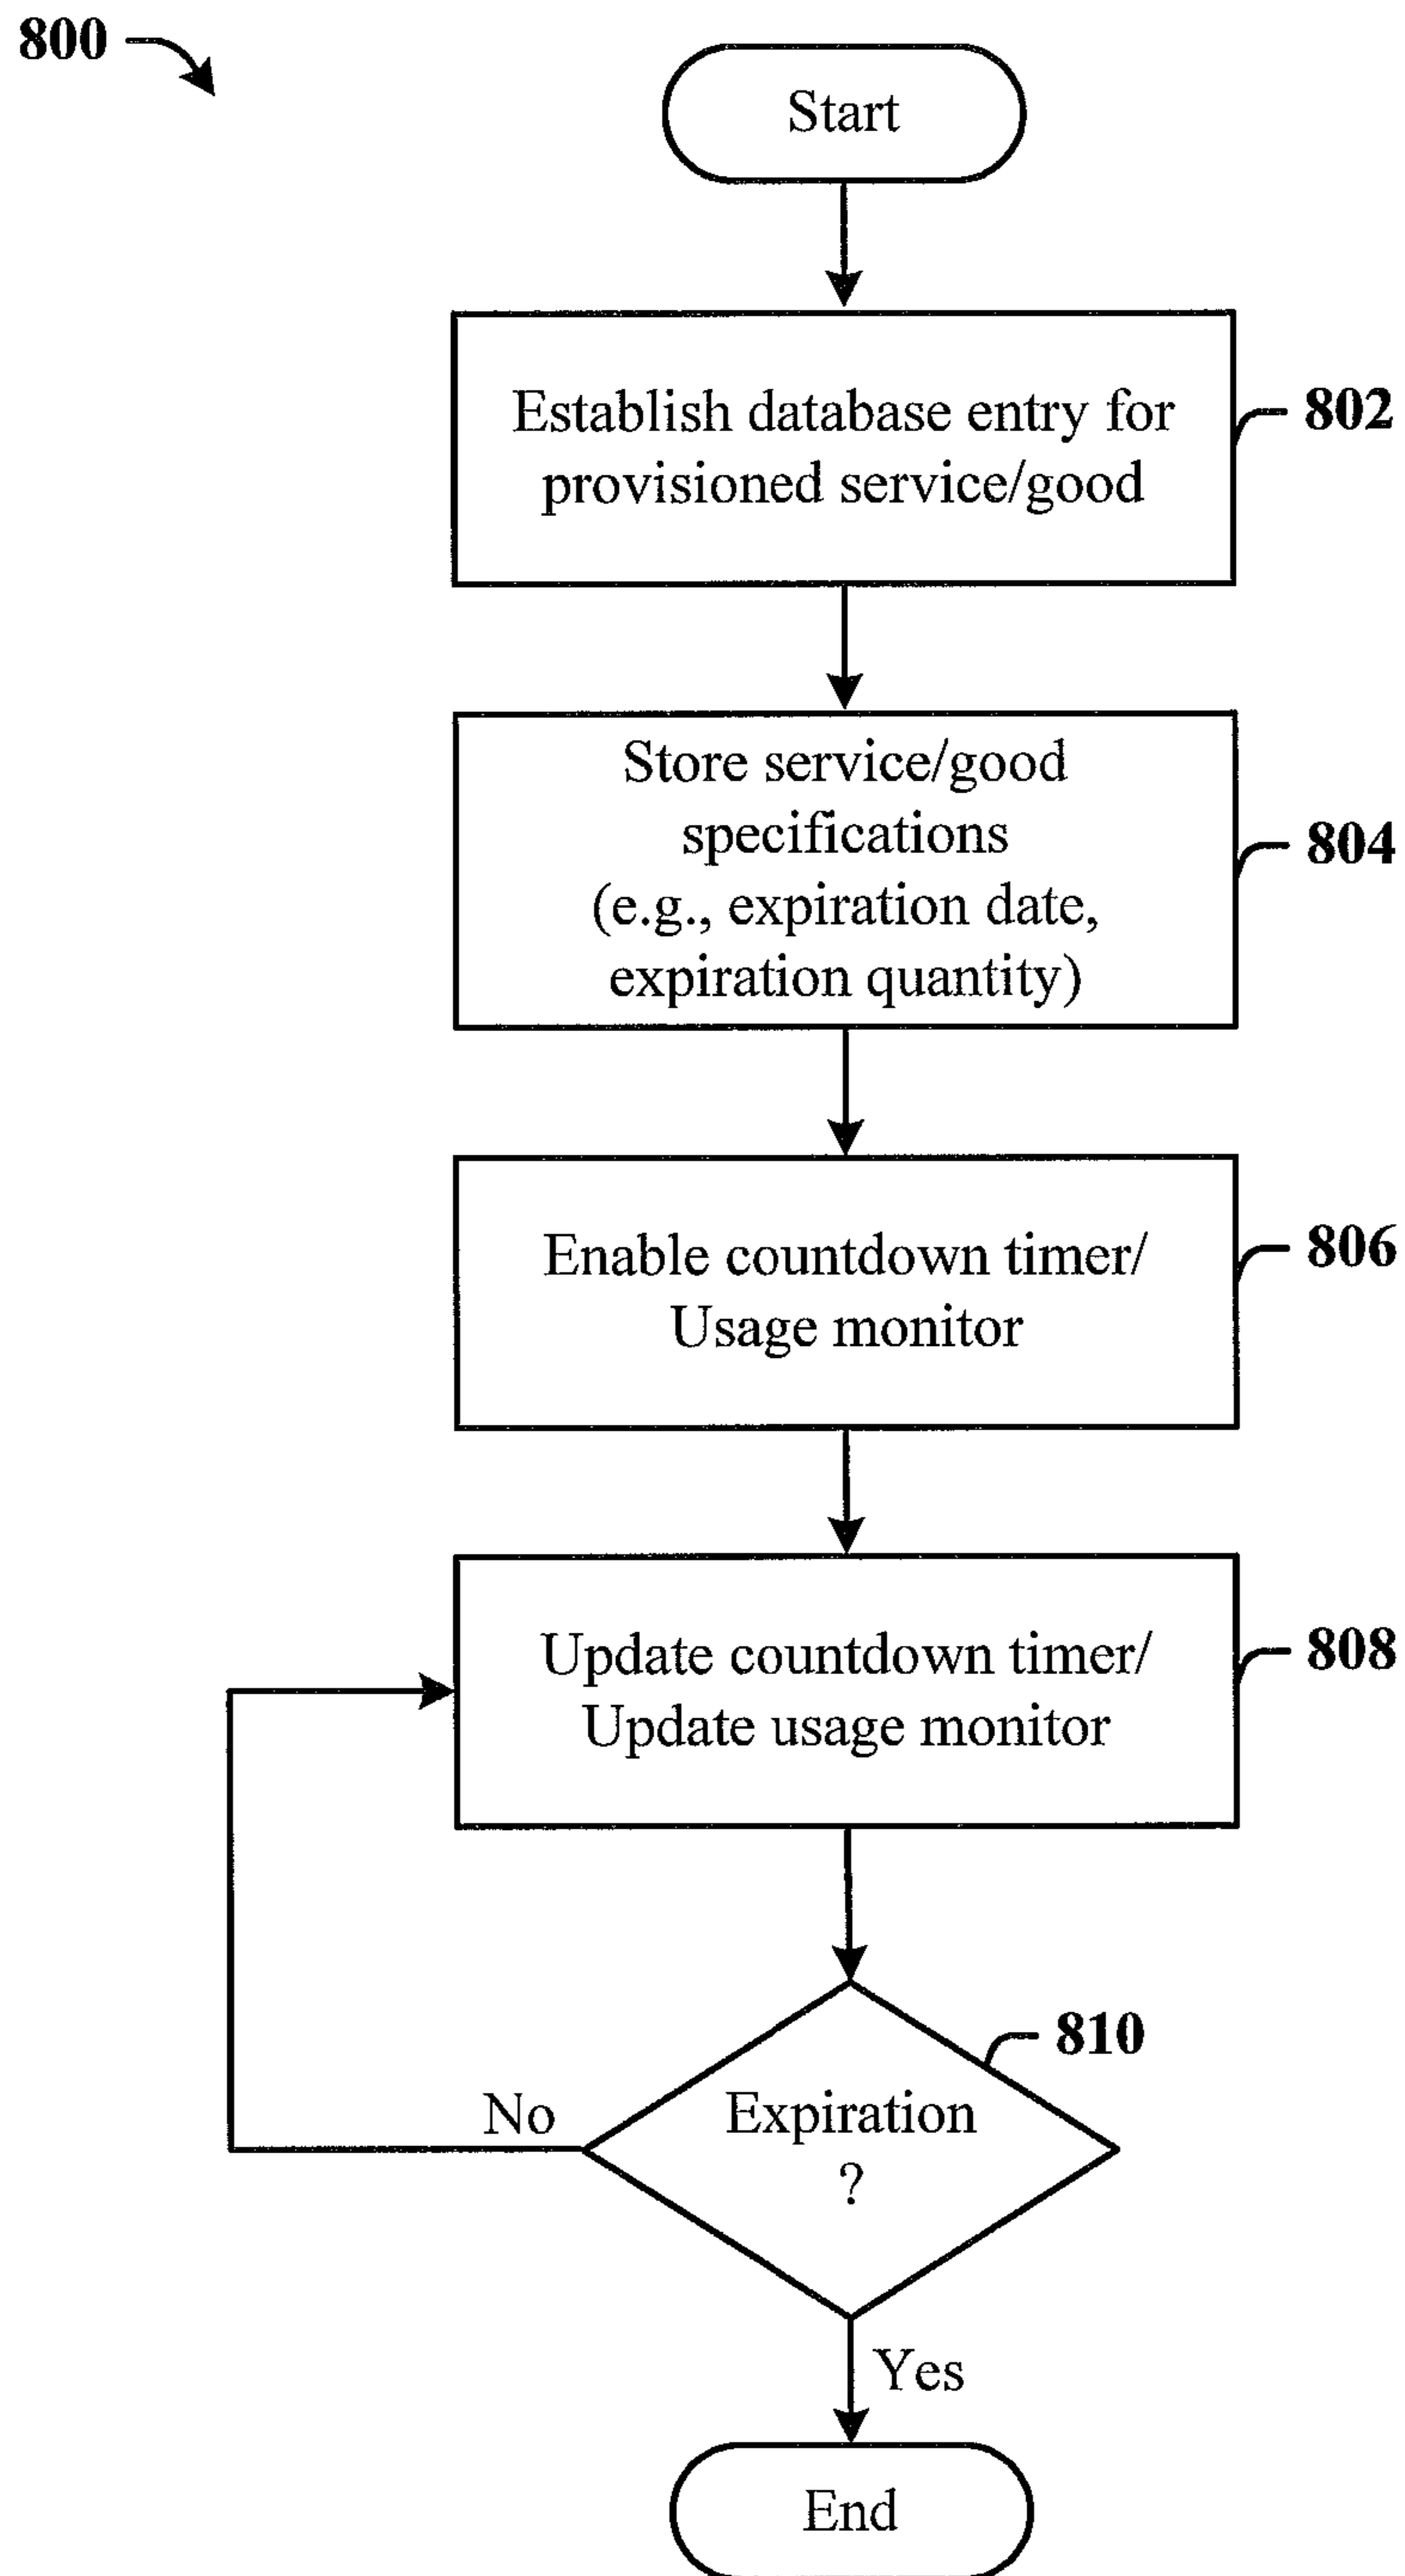 800
Start
Establish database entry for
provisioned service/good
802
Store service/good
specifications
(e.g., expiration date,
expiration quantity)
804
Enable countdown timer/
Usage monitor
806
Update countdown timer/
Update usage monitor
808
810
Expiration
?
No
Yes
End